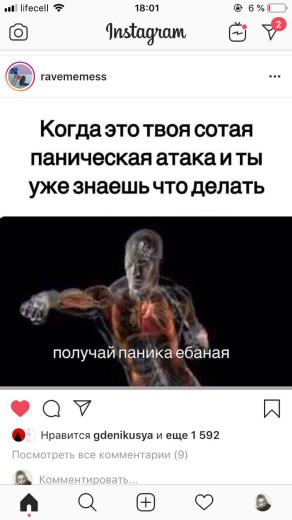 lifecell 18:01 6 %
Instagram
2
ravememess
Когда это твоя сотая
паническая атака и ты
уже знаешь что делать
получай паника ебаная
Нравится gdenikusya и еще 1 592
Посмотреть все комментарии (9)
Комментировать...